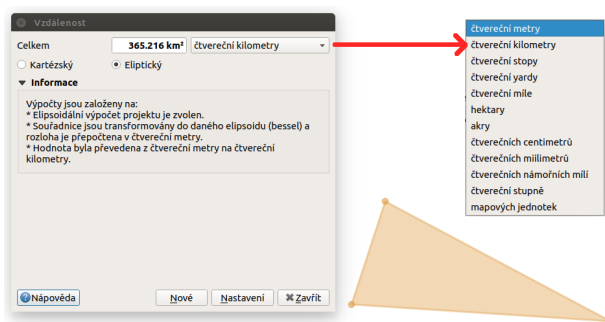 Vzdálenost
Celkem
365.216 km²
čtvereční kilometry
Kartézský
Eliptický
Informace
Výpočty jsou založeny na:
* Elipsoidální výpočet projektu je zvolen.
* Souřadnice jsou transformávány do daného elipsoidu (bessel) a
rozloha je přepočtena v čtvereční metry.
* Hodnota byla převedena z čtvereční metry na čtvereční
kilometry.
Nápověda
Nové
Nastavení
Zavřít
čtvereční metry
čtvereční kilometry
čtvereční stopy
čtvereční yardy
čtvereční míle
hektary
akry
čtverečních centimetrů
čtverečních miilimetrů
čtverečních námořních mílí
čtvereční stupně
mapových jednotek